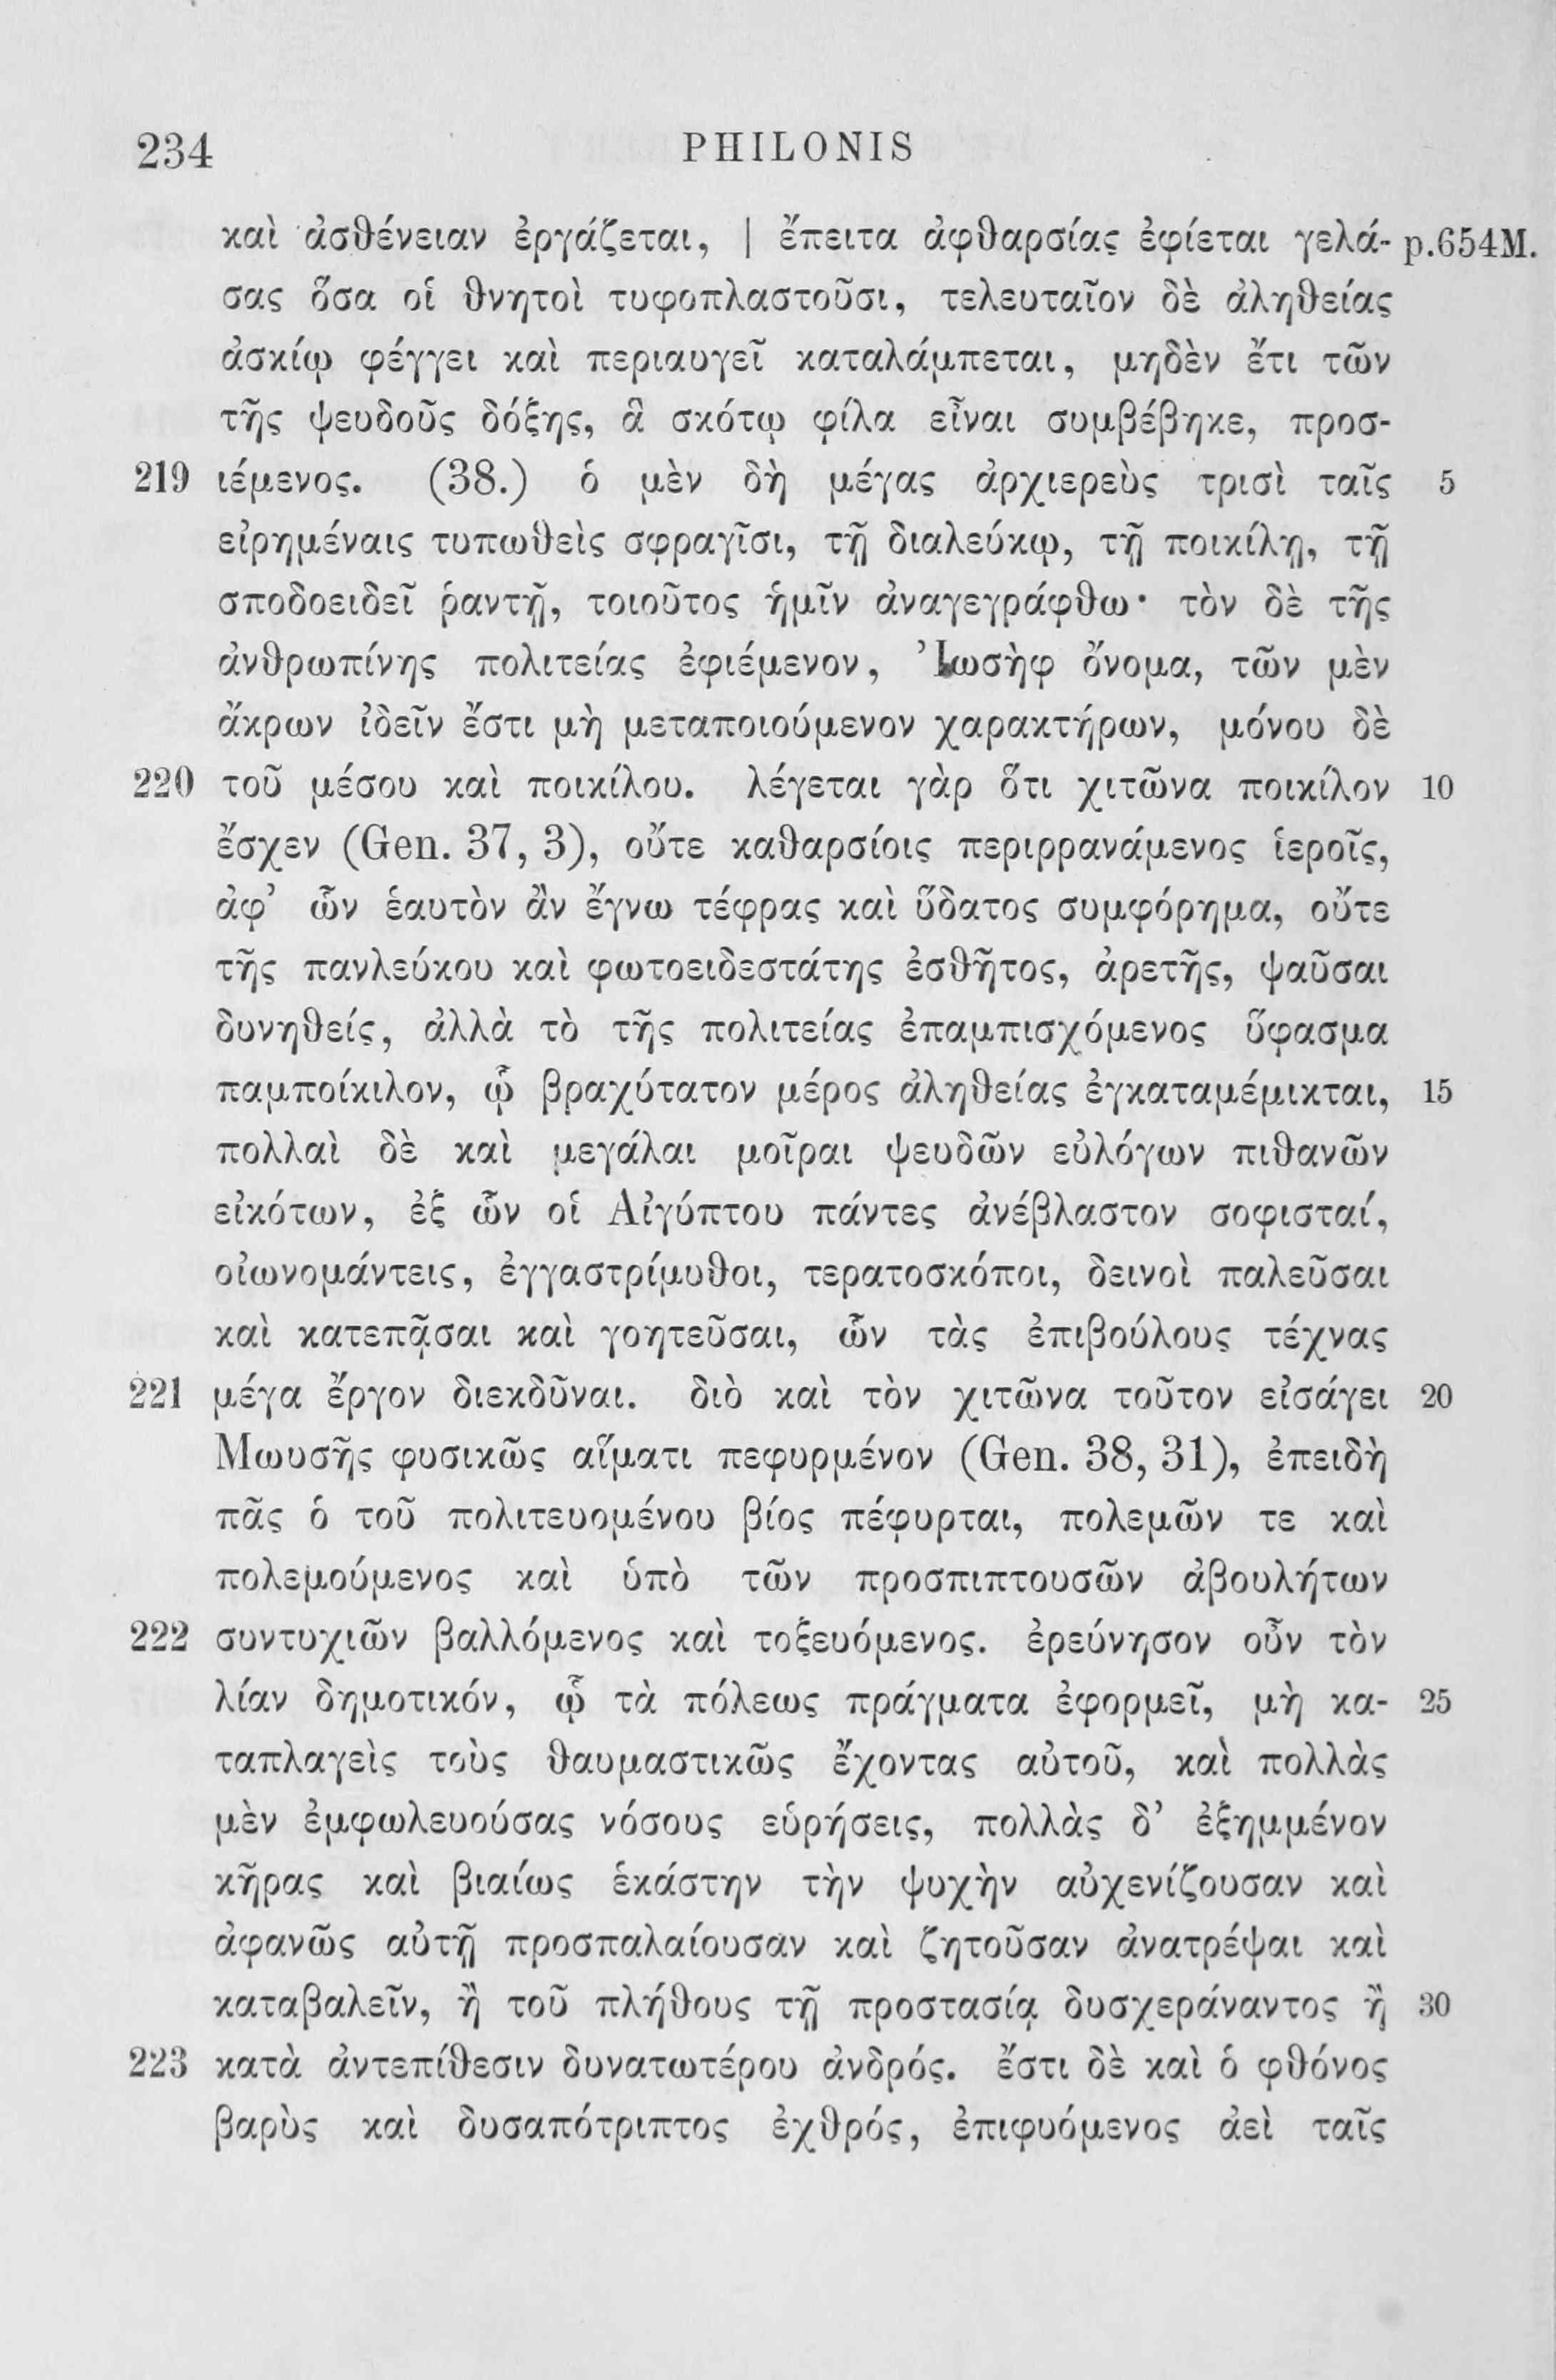 234 PHILONIS
καὶ ἀσθένειαν ἐργάζεται, | ἔπειτα ἀφθαρσίας ἐφίεται γελά- p.654M.
σας ὅσα οἱ θνητοὶ τυφοπλαστοῦσι, τελευταῖον δὲ ἀληθείας
ἀσκίῳ φέγγει καὶ περιαυγεῖ καταλάμπεται, μηδὲν ἔτι τῶν
τῆς ψευδοῦς δόξης, ἃ σκότῳ φίλα εἶναι συμβέβηκε, προσ-
219 ιέμενος. (38.) ὁ μὲν δὴ μέγας ἀρχιερεὺς τρισὶ ταῖς 5
εἰρημέναις τυπωθεὶς σφραγῖσι, τῇ διαλεύκῳ, τῇ ποικίλῃ, τῇ
σποδοειδεῖ ῥαντῇ, τοιοῦτος ἡμῖν ἀναγεγράφθω· τὸν δὲ τῆς
ἀνθρωπίνης πολιτείας ἐφιέμενον, Ἰωσὴφ ὄνομα, τῶν μὲν
ἄκρων ἰδεῖν ἔστι μὴ μεταποιούμενον χαρακτήρων, μόνου δὲ
220 τοῦ μέσου καὶ ποικίλου. λέγεται γὰρ ὅτι χιτῶνα ποικίλον 10
ἔσχεν (Gen. 37, 3), οὔτε καθαρσίοις περιρρανάμενος ἱεροῖς,
ἀφ’ ὧν ἑαυτὸν ἂν ἔγνω τέφρας καὶ ὕδατος συμφόρημα, οὔτε
τῆς πανλεύκου καὶ φωτοειδεστάτης ἐσθῆτος, ἀρετῆς, ψαῦσαι
δυνηθείς, ἀλλὰ τὸ τῆς πολιτείας ἐπαμπισχόμενος ὕφασμα
παμποίκιλον, ᾧ βραχύτατον μέρος ἀληθείας ἐγκαταμέμικται, 15
πολλαὶ δὲ καὶ μεγάλαι μοῖραι ψευδῶν εὐλόγων πιθανῶν
εἰκότων, ἐξ ὧν οἱ Αἰγύπτου πάντες ἀνέβλαστον σοφισταί,
οἰωνομάντεις, ἐγγαστρίμυθοι, τερατοσκόποι, δεινοὶ παλεῦσαι
καὶ κατεπᾷσαι καὶ γοητεῦσαι, ὧν τὰς ἐπιβούλους τέχνας
221 μέγα ἔργον διεκδῦναι. διὸ καὶ τὸν χιτῶνα τοῦτον εἰσάγει 20
Μωυσῆς φυσικῶς αἵματι πεφυρμένον (Gen. 38, 31), ἐπειδὴ
πᾶς ὁ τοῦ πολιτευομένου βίος πέφυρται, πολεμῶν τε καὶ
πολεμούμενος καὶ ὑπὸ τῶν προσπιπτουσῶν ἀβουλήτων
222 συντυχιῶν βαλλόμενος καὶ τοξευόμενος. ἐρεύνησον οὖν τὸν
λίαν δημοτικόν, ᾧ τὰ πόλεως πράγματα ἐφορμεῖ, μὴ κα- 25
ταπλαγεὶς τοὺς θαυμαστικῶς ἔχοντας αὐτοῦ, καὶ πολλὰς
μὲν ἐμφωλευούσας νόσους εὑρήσεις, πολλὰς δ’ ἐξημμένον
κῆρας καὶ βιαίως ἑκάστην τὴν ψυχὴν αὐχενίζουσαν καὶ
ἀφανῶς αὐτῇ προσπαλαίουσαν καὶ ζητοῦσαν ἀνατρέψαι καὶ
καταβαλεῖν, ἢ τοῦ πλήθους τῇ προστασίᾳ δυσχεράναντος ἢ 30
223 κατὰ ἀντεπίθεσιν δυνατωτέρου ἀνδρός. ἔστι δὲ καὶ ὁ φθόνος
βαρὺς καὶ δυσαπότριπτος ἐχθρός, ἐπιφυόμενος ἀεὶ ταῖς